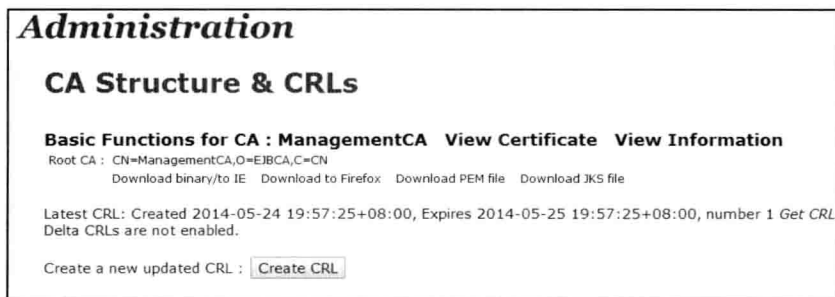 Administration
CA Structure & CRLs
Basic Functions for CA : ManagementCA View Certificate View Information
Root CA : CN=ManagementCA,O=EJBCA,C=CN
Download binary/to IE Download to Firefox Download PEM file Download JKS file
Latest CRL: Created 2014-05-24 19:57:25+08:00, Expires 2014-05-25 19:57:25+08:00, number 1 Get CRL
Delta CRLs are not enabled.
Create a new updated CRL : Create CRL